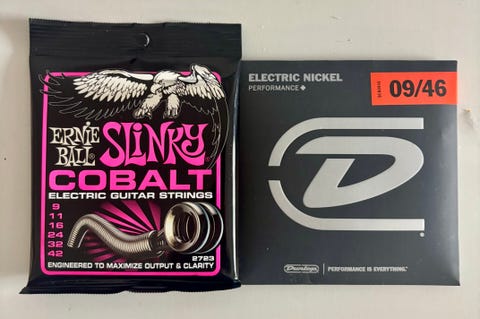 ERNIE
BALL
SLINKY
COBALT
ELECTRIC GUITAR STRINGS
9
11
16
24
32
42
2723
ENGINEERED TO MAXIMIZE OUTPUT & CLARITY
ELECTRIC NICKEL
PERFORMANCE
09/46
Dunlop
PERFORMANCE IS EVERYTHING.